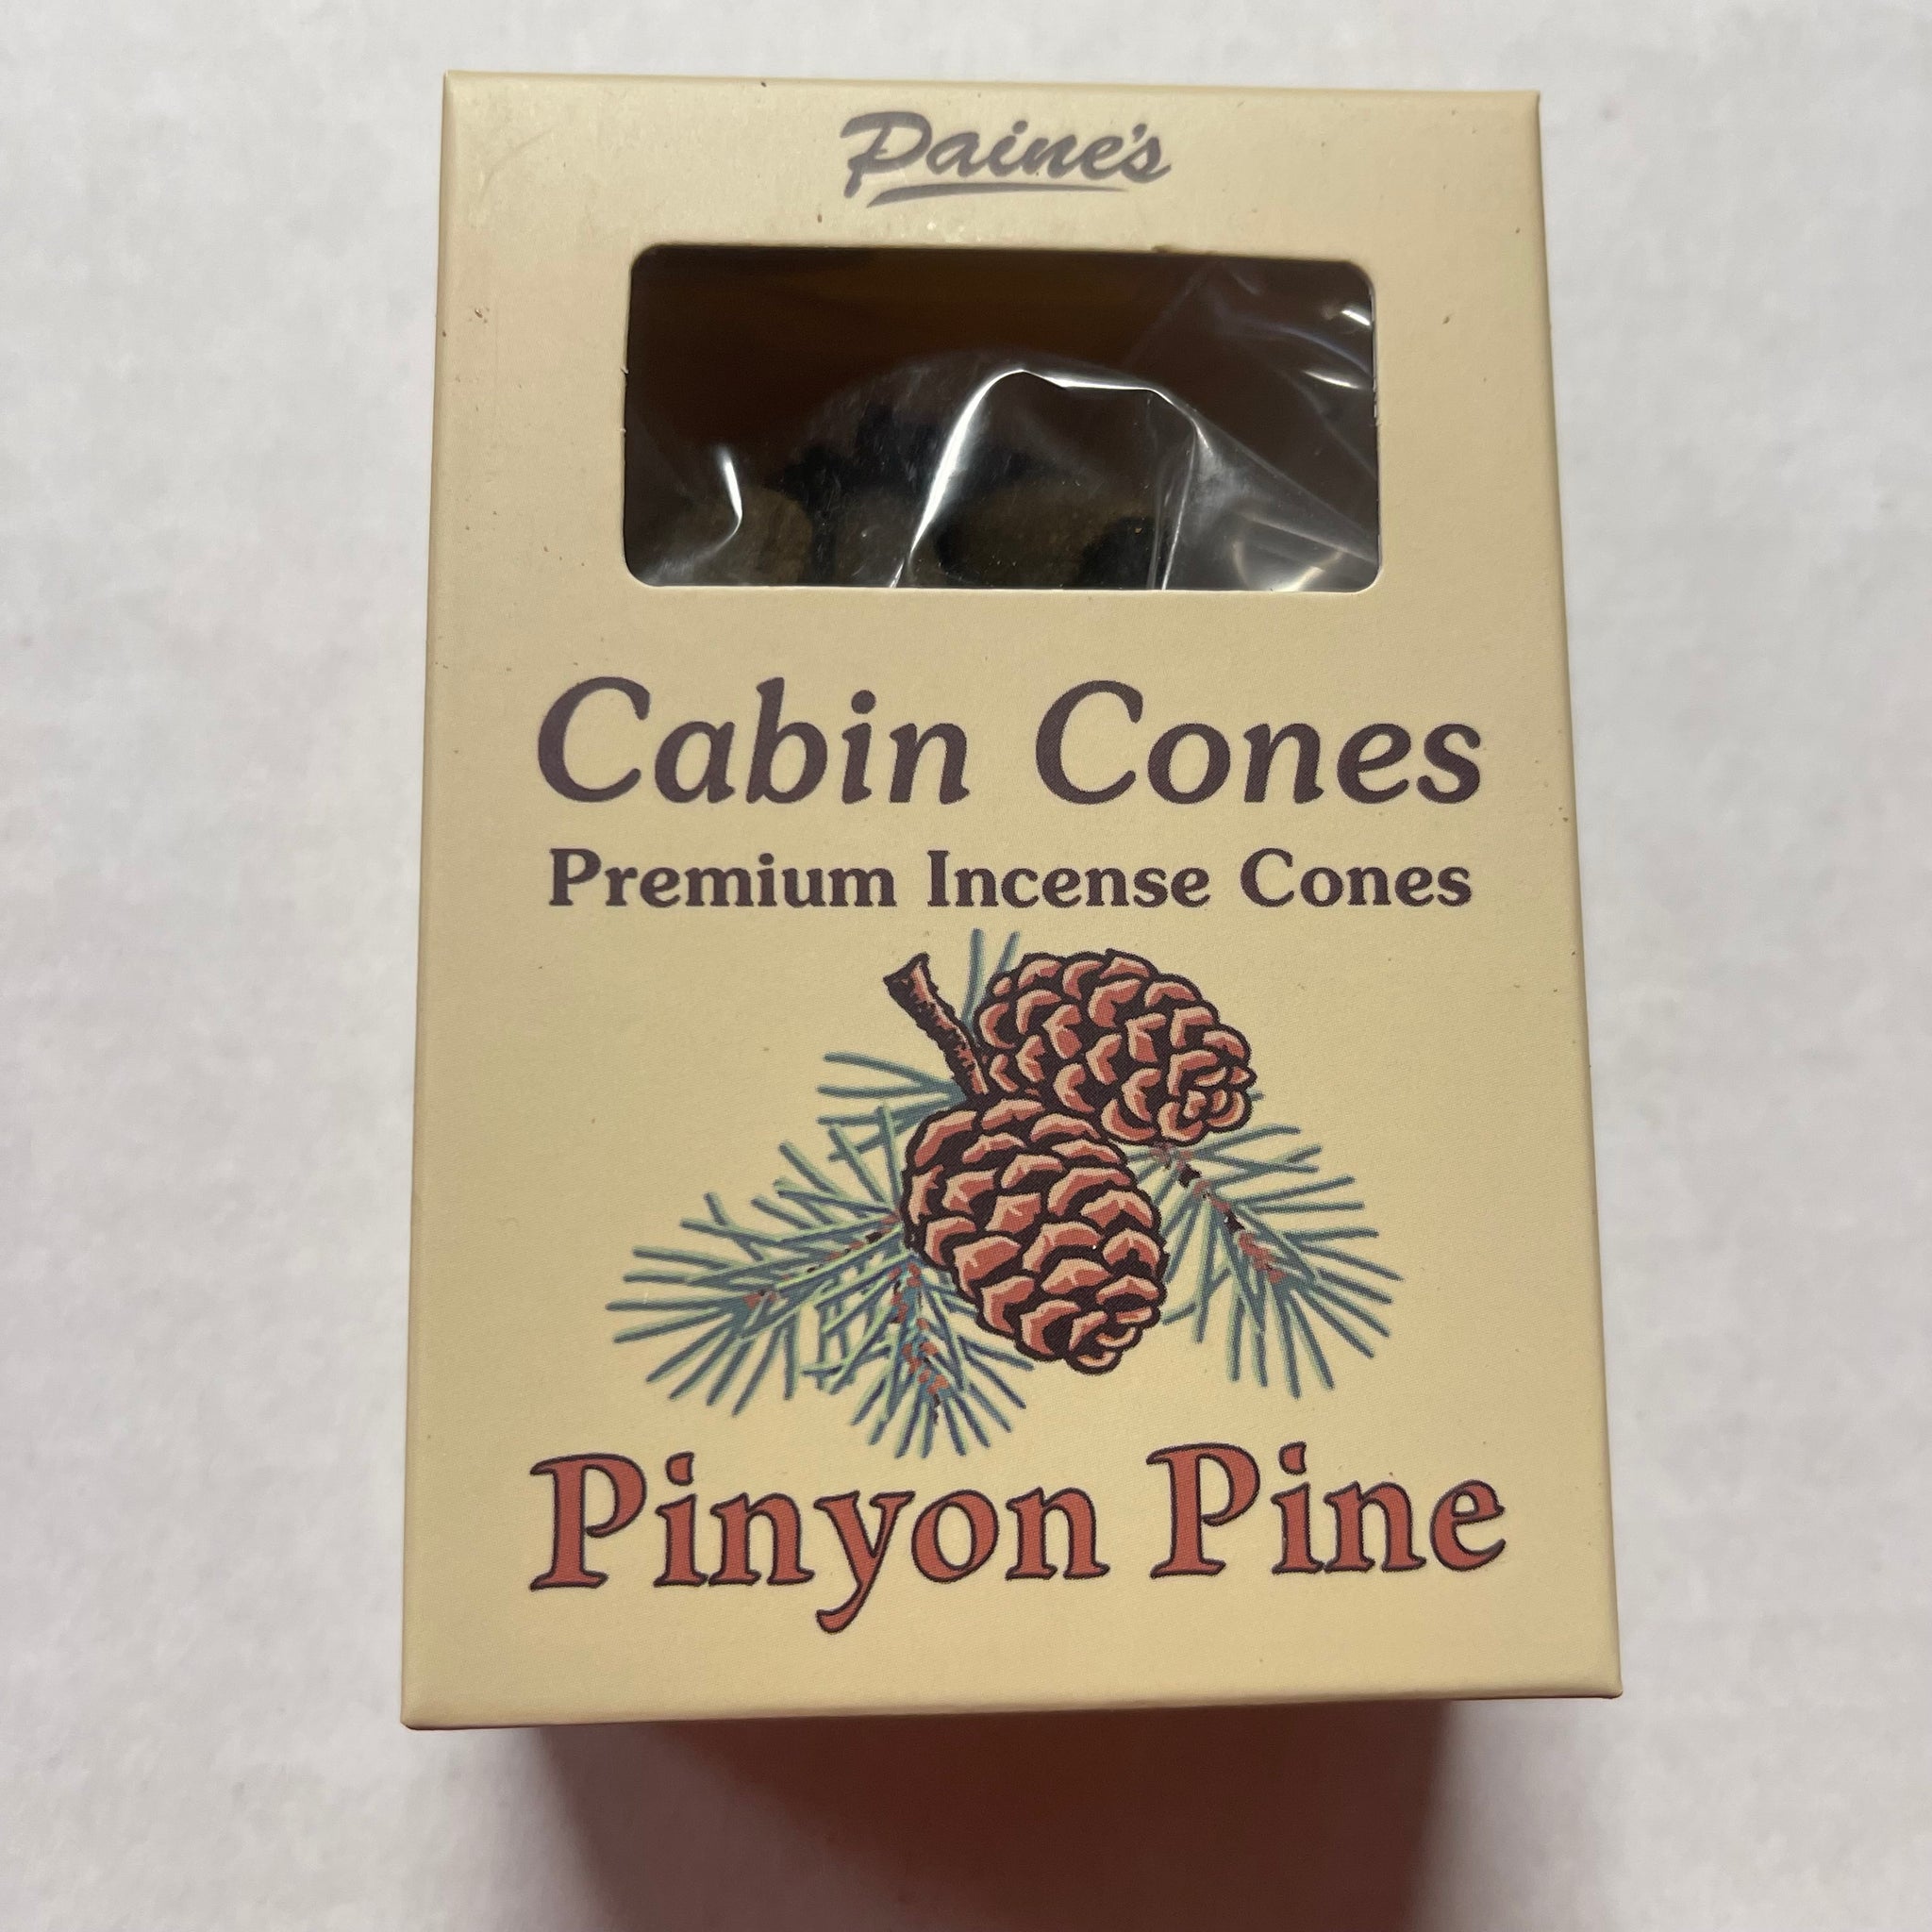 Paine's
Cabin Cones
Premium Incense Cones
Pinyon Pine